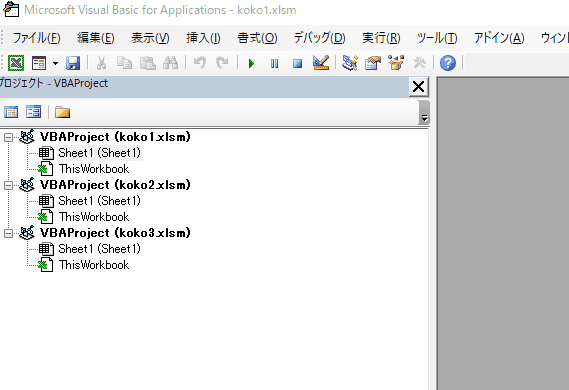 Microsoft Visual Basic for Applications - koko1.xlsm
ファイル(F) 編集(E) 表示(V) 挿入(I) 書式(O) デバッグ(D) 実行(R) ツール(T) アドイン(A) ウィン
プロジェクト - VBAProject
VBAProject (koko1.xlsm)
Sheet1 (Sheet1)
ThisWorkbook
VBAProject (koko2.xlsm)
Sheet1 (Sheet1)
ThisWorkbook
VBAProject (koko3.xlsm)
Sheet1 (Sheet1)
ThisWorkbook